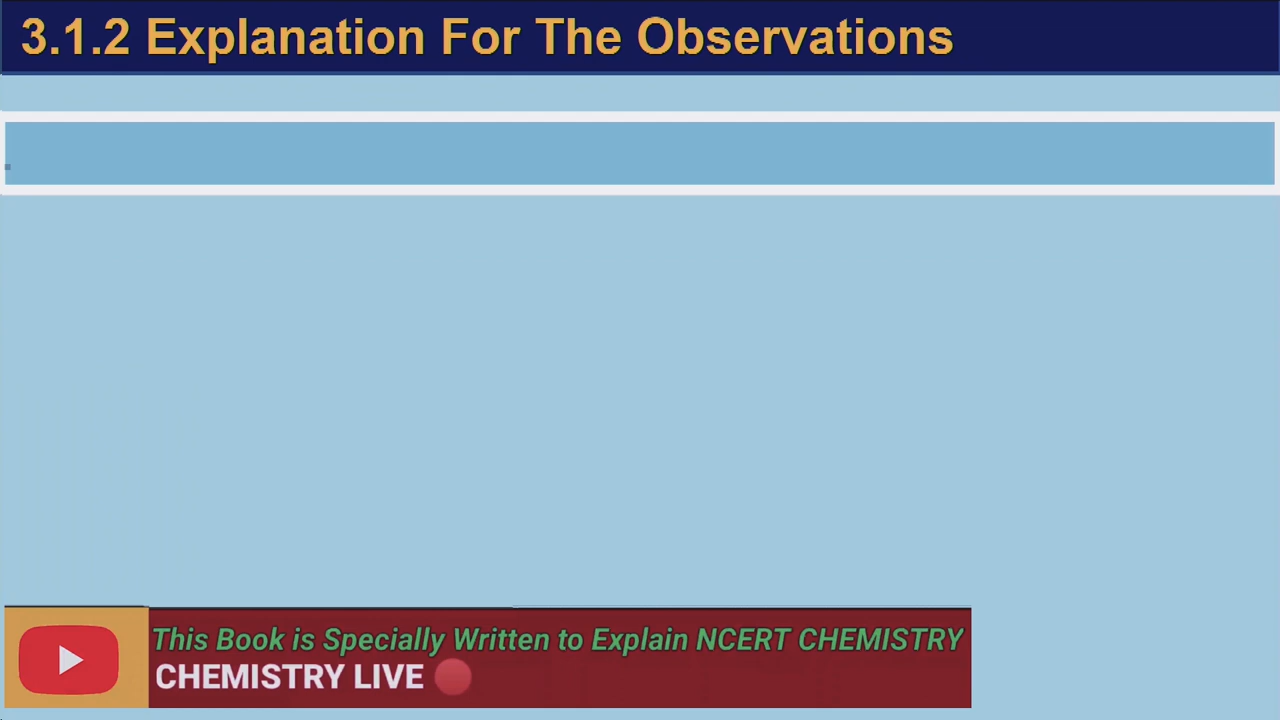 3.1.2 Explanation For The Observations
This Book is Specially Written to Explain NCERT CHEMISTRY
CHEMISTRY LIVE